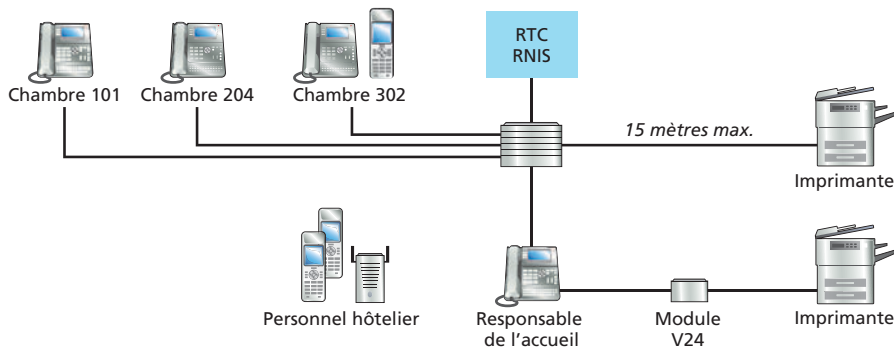 RTC
RNIS
Chambre 101
Chambre 204
Chambre 302
15 mètres max.
Imprimante
Personnel hôtelier
Responsable
de l’accueil
Module
V24
Imprimante